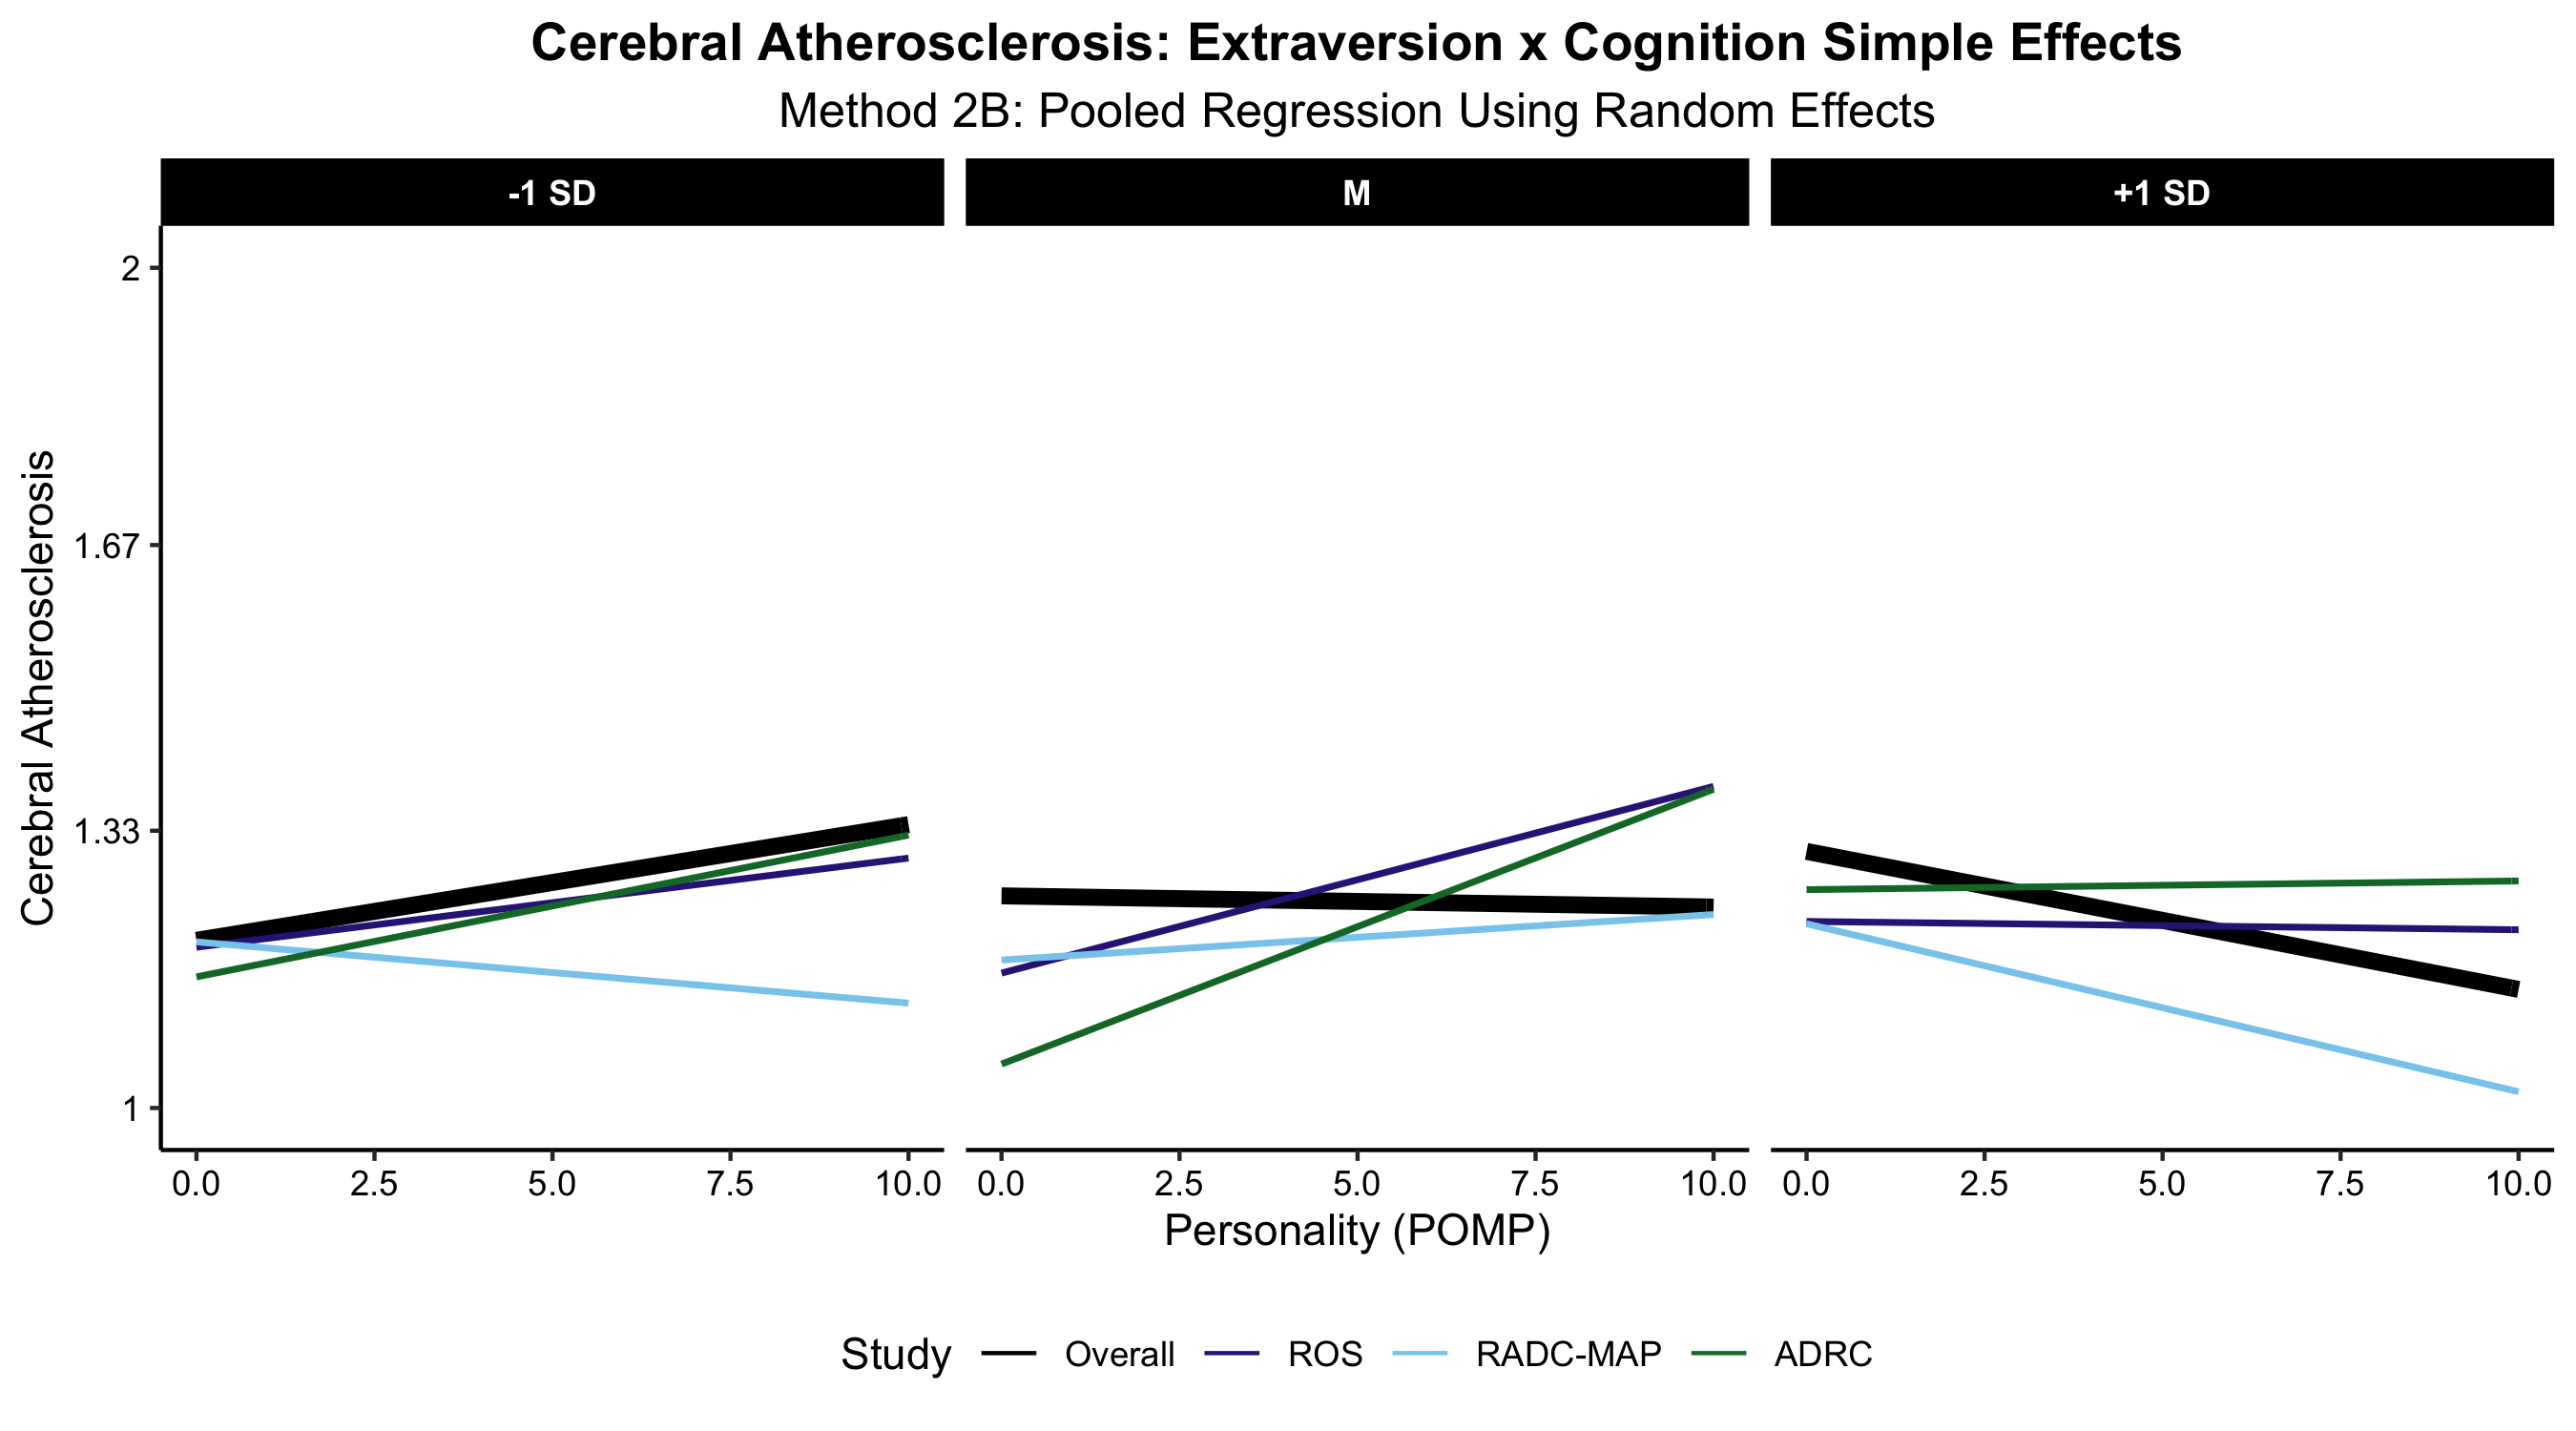 Cerebral Atherosclerosis: Extraversion x Cognition Simple Effects
Method 2B: Pooled Regression Using Random Effects
-1 SD M +1 SD
Cerebral Atherosclerosis
2
1.67
1.33
1
0.0 2.5 5.0 7.5 10.0 0.0 2.5 5.0 7.5 10.0 0.0 2.5 5.0 7.5 10.0
Personality (POMP)
Study Overall ROS RADC-MAP ADRC